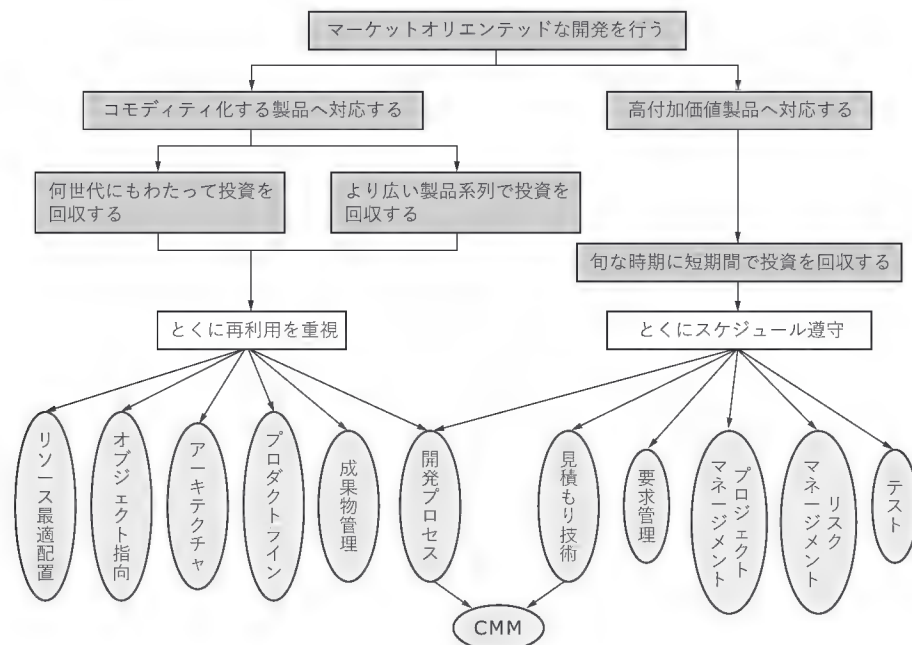 マーケットオリエンテッドな開発を行う
コモディティ化する製品へ対応する
高付加価値製品へ対応する
何世代にもわたって投資を
回収する
より広い製品系列で投資を
回収する
旬な時期に短期間で投資を回収する
とくに再利用を重視
とくにスケジュール遵守
リソース最適配置
オブジェクト指向
アーキテクチャ
プロダクトライン
成果物管理
開発プロセス
見積もり技術
要求管理
プロジェクト
マネージメント
リスク
マネージメント
テスト
CMM